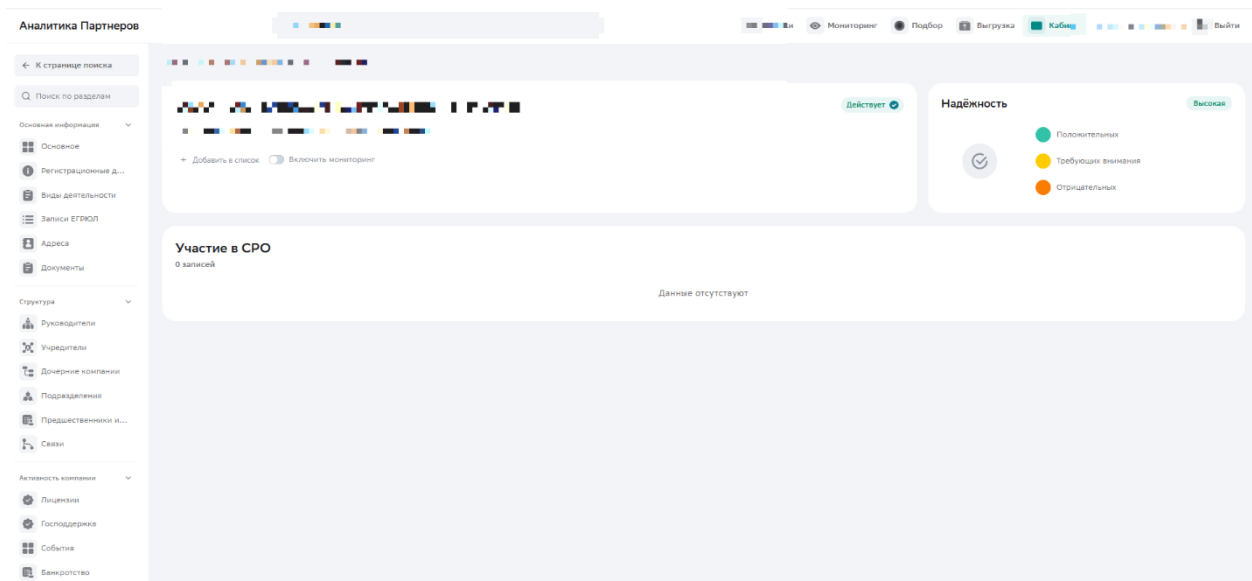 Аналитика Партнеров
Мониторинг
Подбор
Выгрузка
Выйти
← К странице поиска
Поиск по разделам
Основная информация
Основное
Регистрационные д...
Виды деятельности
Записи ЕГРЮЛ
Адреса
Документы
Структура
Руководители
Учредители
Дочерние компании
Подразделения
Предшественники и...
Связи
Активность компании
Лицензии
Господдержка
События
Банкротство
Действует
+ Добавить в список
Включить мониторинг
Надёжность
Высокая
Положительных
Требующих внимания
Отрицательных
Участие в СРО
0 записей
Данные отсутствуют